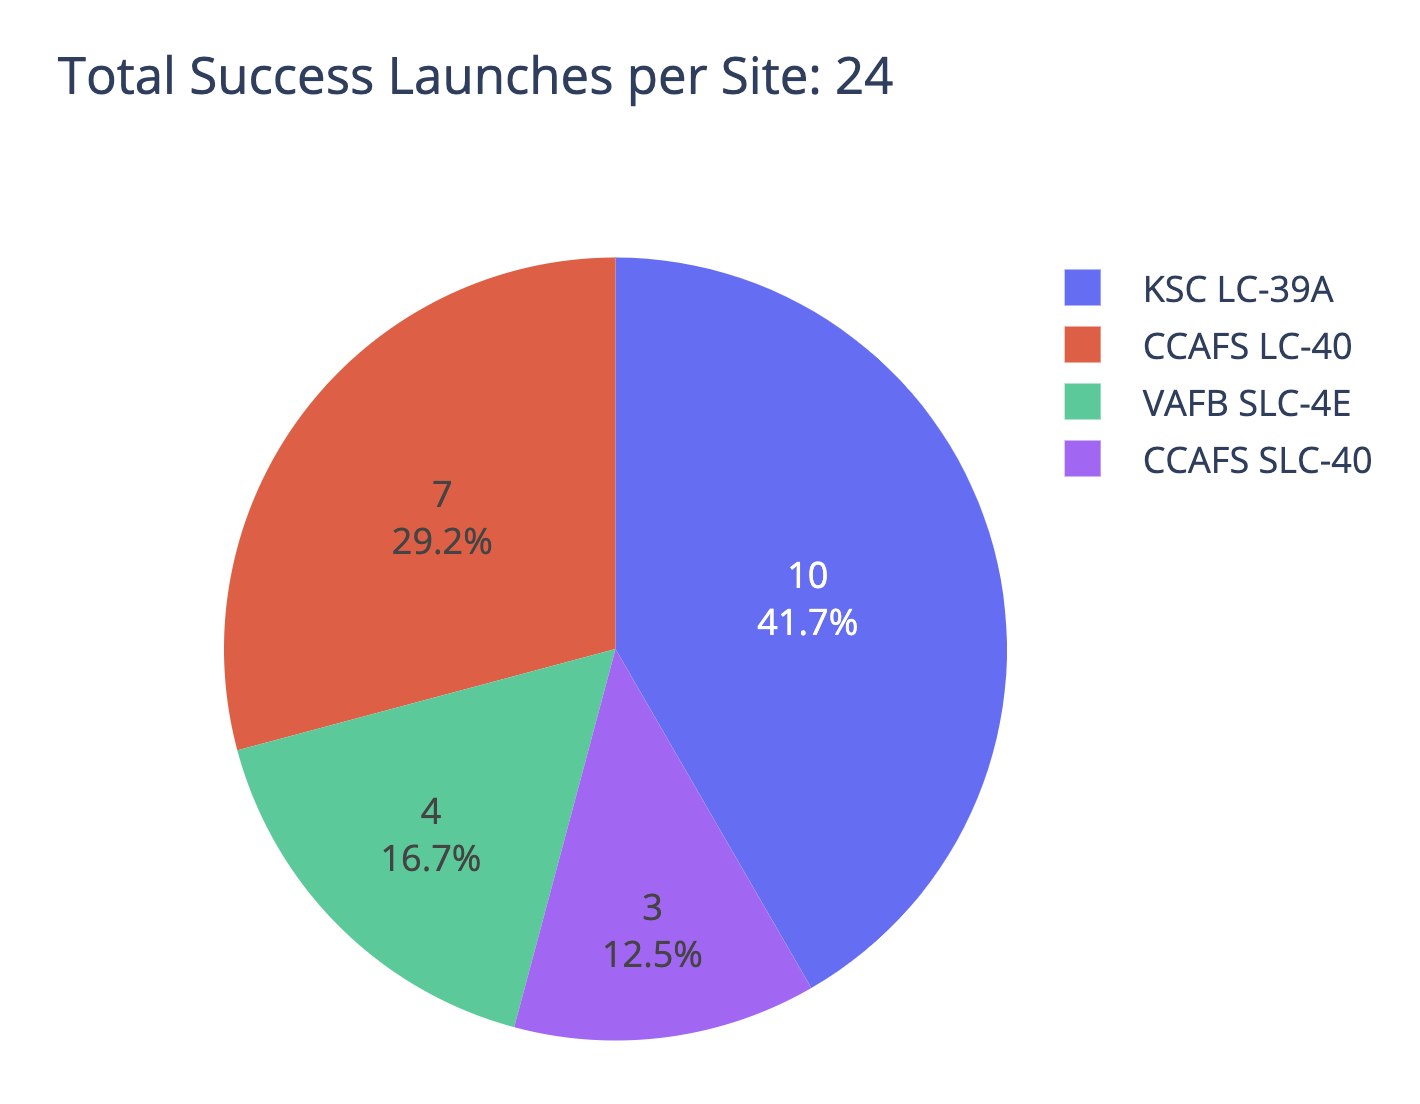 Total Success Launches per Site: 24
KSC LC-39A
CCAFS LC-40
VAFB SLC-4E
CCAFS SLC-40
7
29.2%
10
41.7%
4
16.7%
3
12.5%